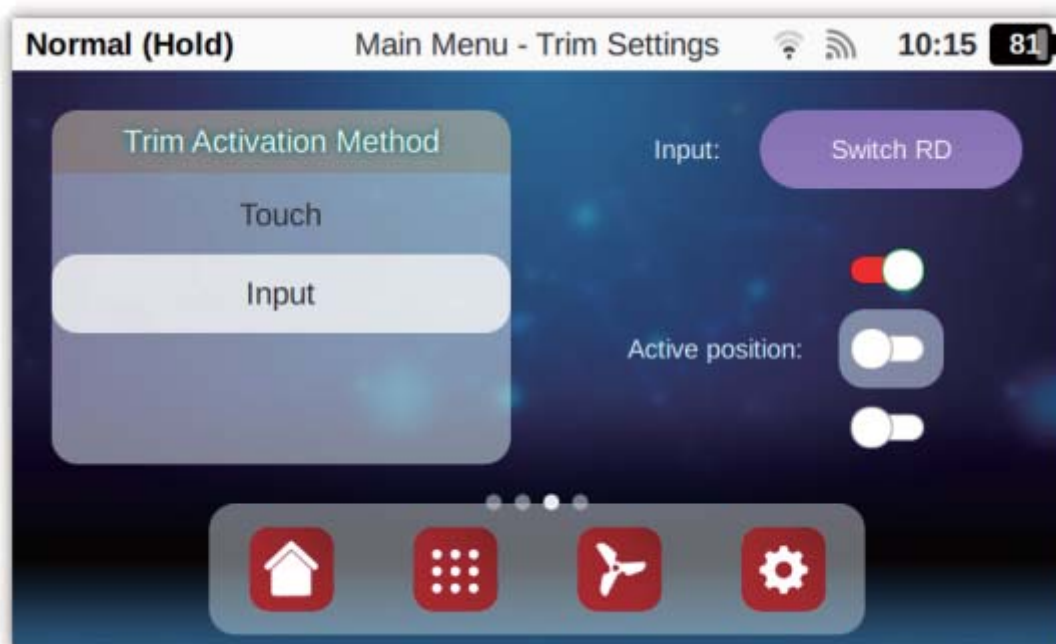 Normal (Hold) Main Menu - Trim Settings 10:15 81
Trim Activation Method
Touch
Input
Input: Switch RD
Active position: